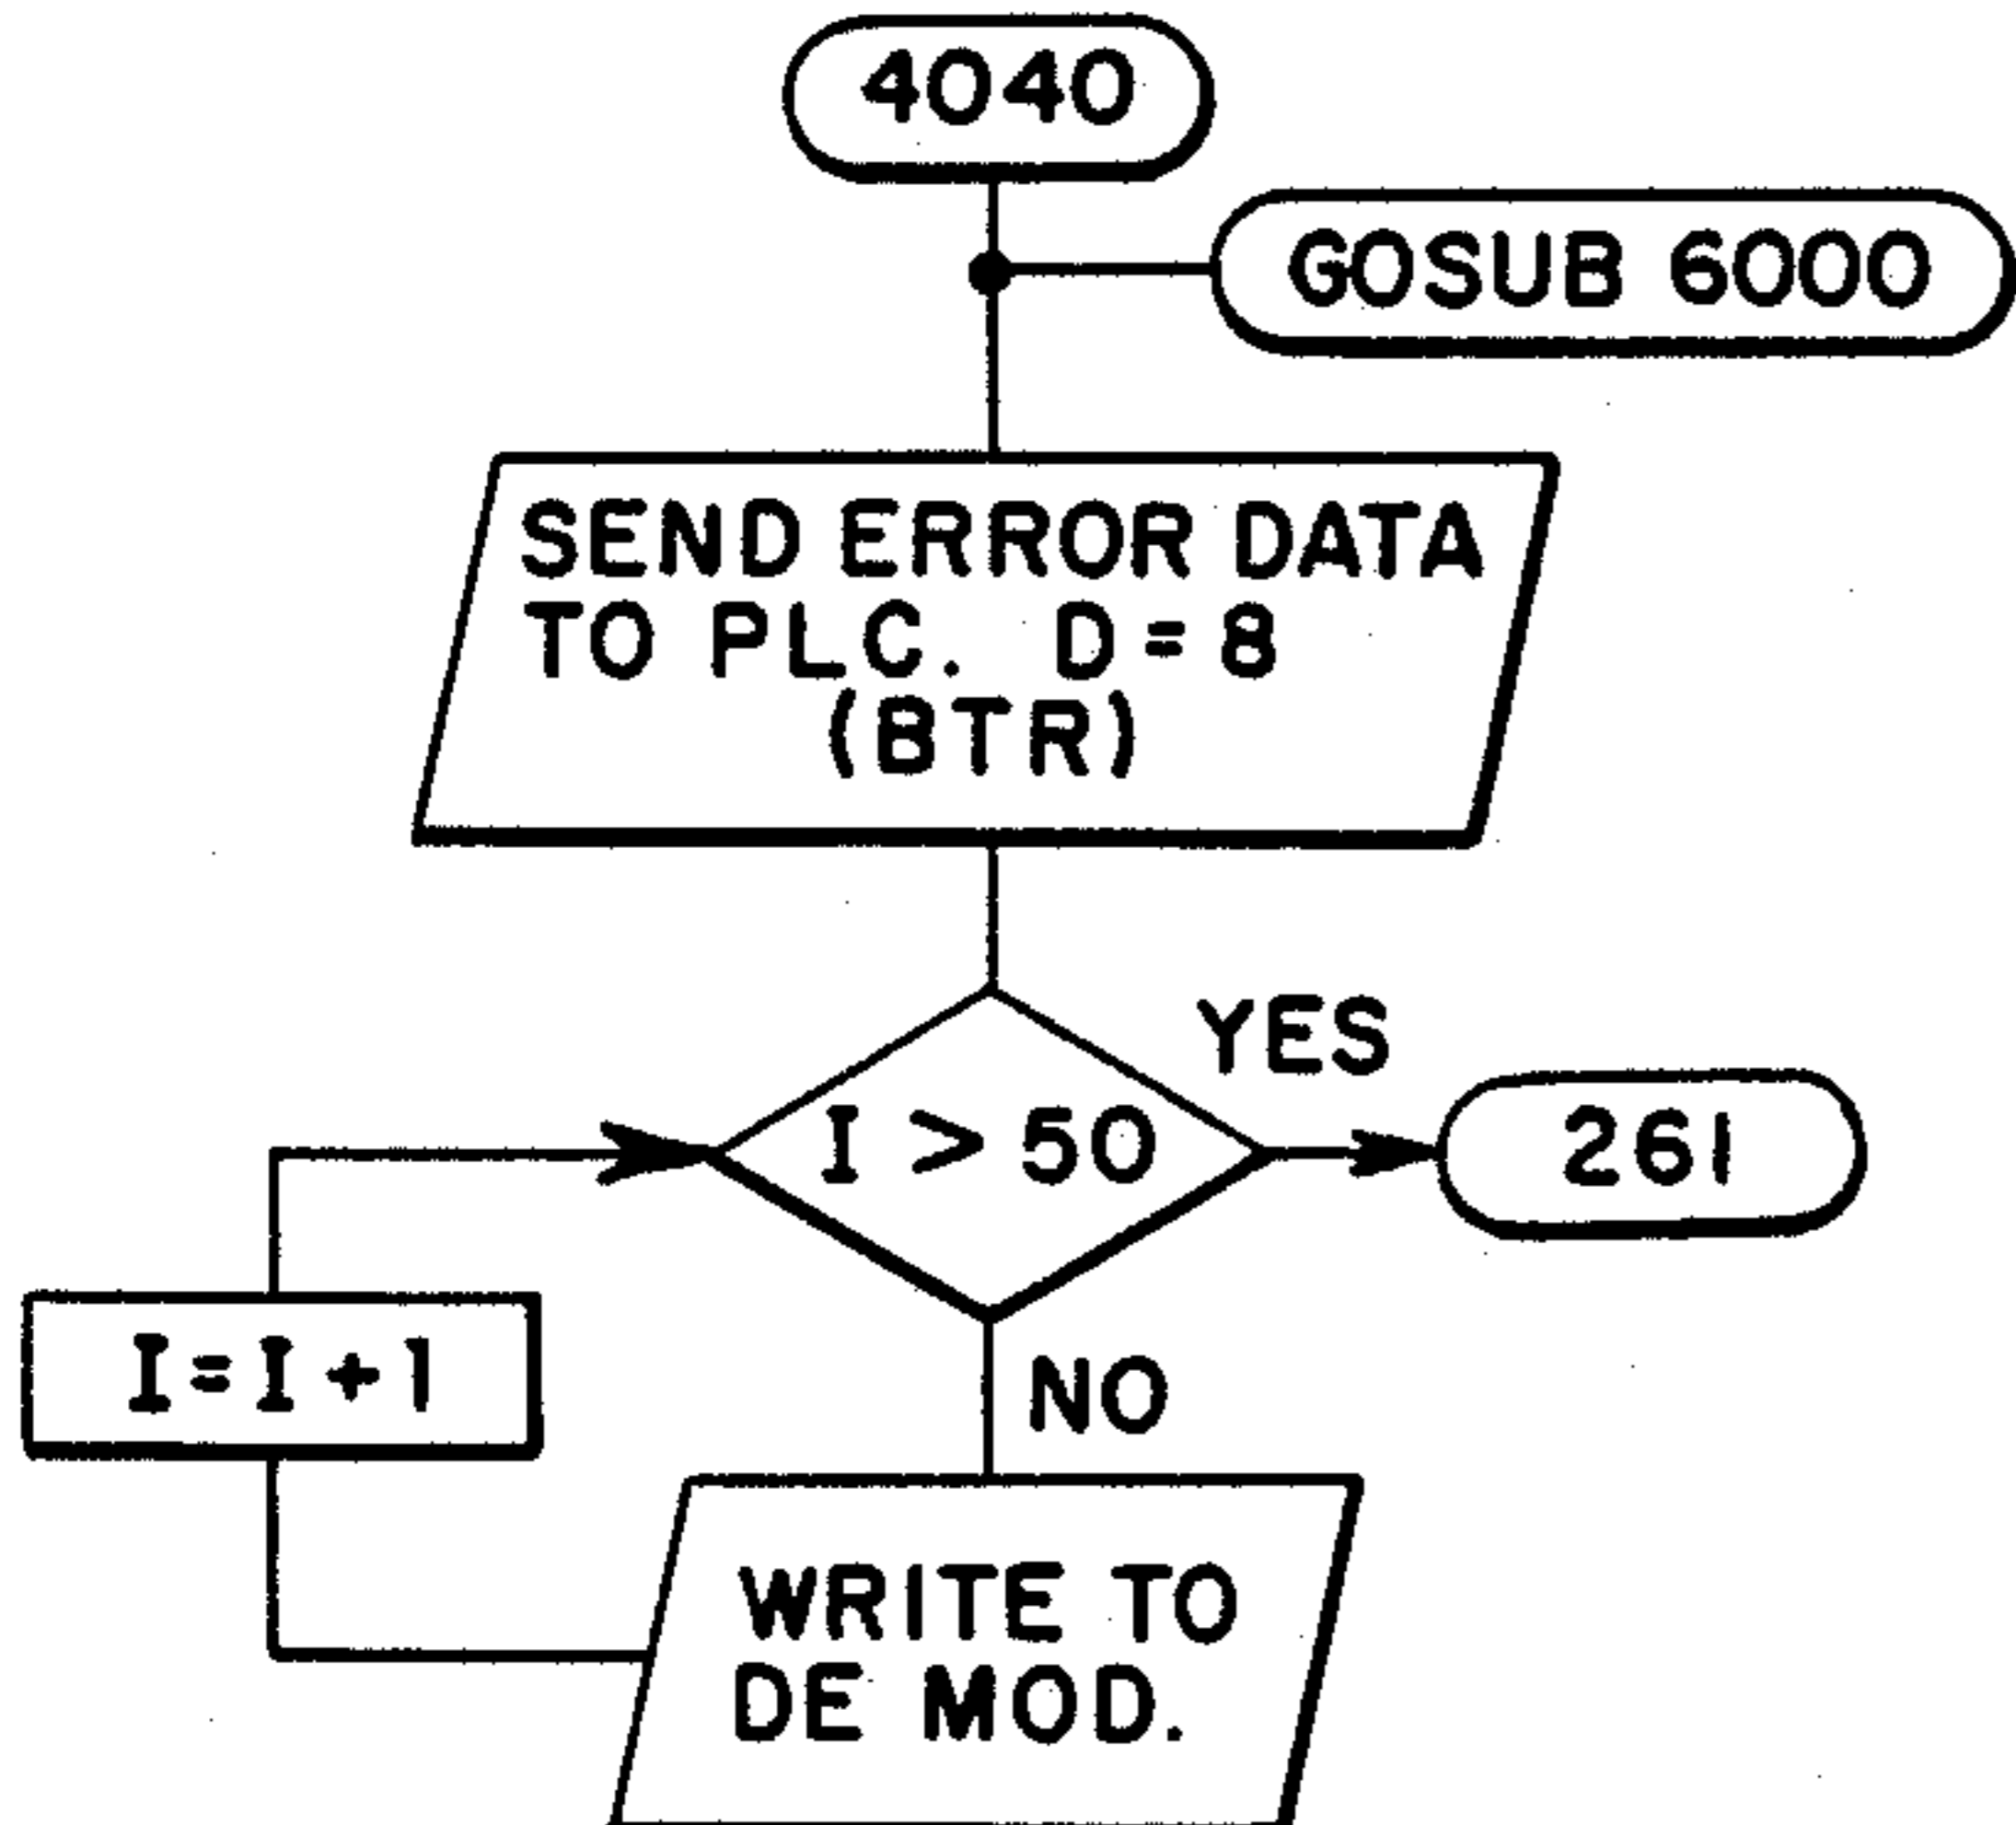 4040
GOSUB 6000
SEND ERROR DATA
TO PLC. D=8
(BTR)
YES
I > 50
261
I=I+1
NO
WRITE TO
DE MOD.